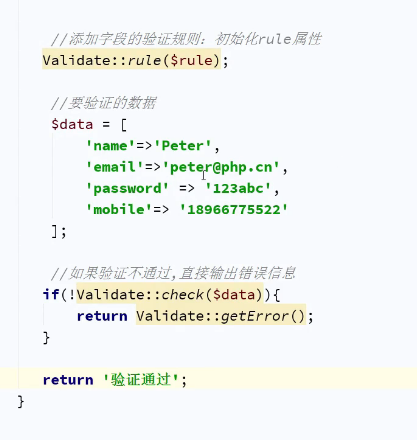 //添加字段的验证规则：初始化rule属性
Validate::rule($rule);
//要验证的数据
$data = [
'name'=>'Peter',
'email'=>'peter@php.cn',
'password' => '123abc',
'mobile'=> '18966775522'
];
//如果验证不通过,直接输出错误信息
if(!Validate::check($data)){
return Validate::getError();
}
return '验证通过';
}